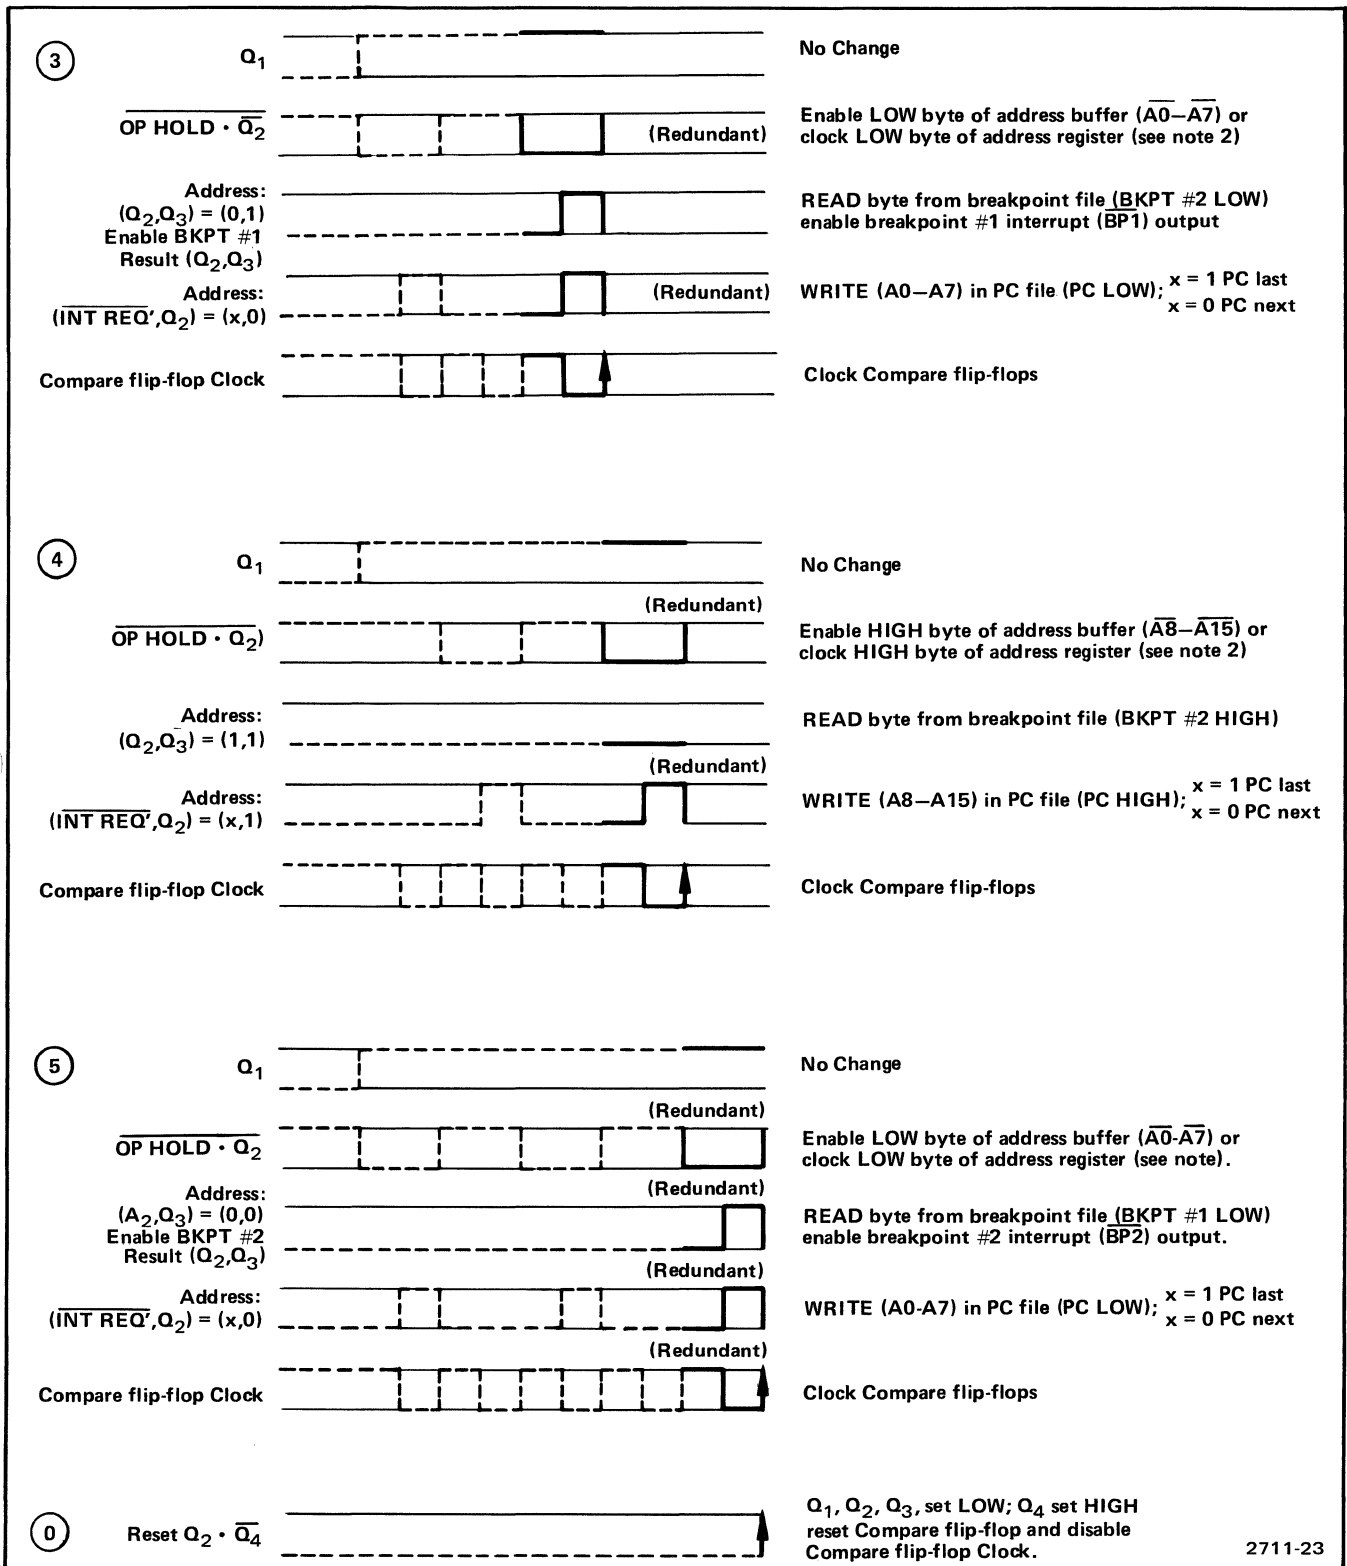 3
Q1
No Change
OP HOLD · Q̅2
(Redundant)
Enable LOW byte of address buffer (A̅0̅–A̅7̅) or
clock LOW byte of address register (see note 2)
Address:
(Q2,Q3) = (0,1)
Enable BKPT #1
Result (Q2,Q3)
READ byte from breakpoint file (BKPT #2 LOW)
enable breakpoint #1 interrupt (B̅P̅1̅) output
Address:
(INT REQ',Q2) = (x,0)
(Redundant)
WRITE (A0–A7) in PC file (PC LOW); x = 1 PC last
x = 0 PC next
Compare flip-flop Clock
Clock Compare flip-flops
4
Q1
No Change
(Redundant)
OP HOLD · Q2)
Enable HIGH byte of address buffer (A̅8̅–A̅1̅5̅) or
clock HIGH byte of address register (see note 2)
Address:
(Q2,Q3) = (1,1)
READ byte from breakpoint file (BKPT #2 HIGH)
(Redundant)
Address:
(INT REQ',Q2) = (x,1)
WRITE (A8–A15) in PC file (PC HIGH); x = 1 PC last
x = 0 PC next
Compare flip-flop Clock
Clock Compare flip-flops
5
Q1
No Change
(Redundant)
OP HOLD · Q2
Enable LOW byte of address buffer (A̅0̅-A̅7̅) or
clock LOW byte of address register (see note).
(Redundant)
Address:
(A2,Q3) = (0,0)
Enable BKPT #2
Result (Q2,Q3)
READ byte from breakpoint file (BKPT #1 LOW)
enable breakpoint #2 interrupt (B̅P̅2̅) output.
(Redundant)
Address:
(INT REQ',Q2) = (x,0)
WRITE (A0-A7) in PC file (PC LOW); x = 1 PC last
x = 0 PC next
(Redundant)
Compare flip-flop Clock
Clock Compare flip-flops
0
Reset Q2 · Q̅4
Q1, Q2, Q3, set LOW; Q4 set HIGH
reset Compare flip-flop and disable
Compare flip-flop Clock.
2711-23